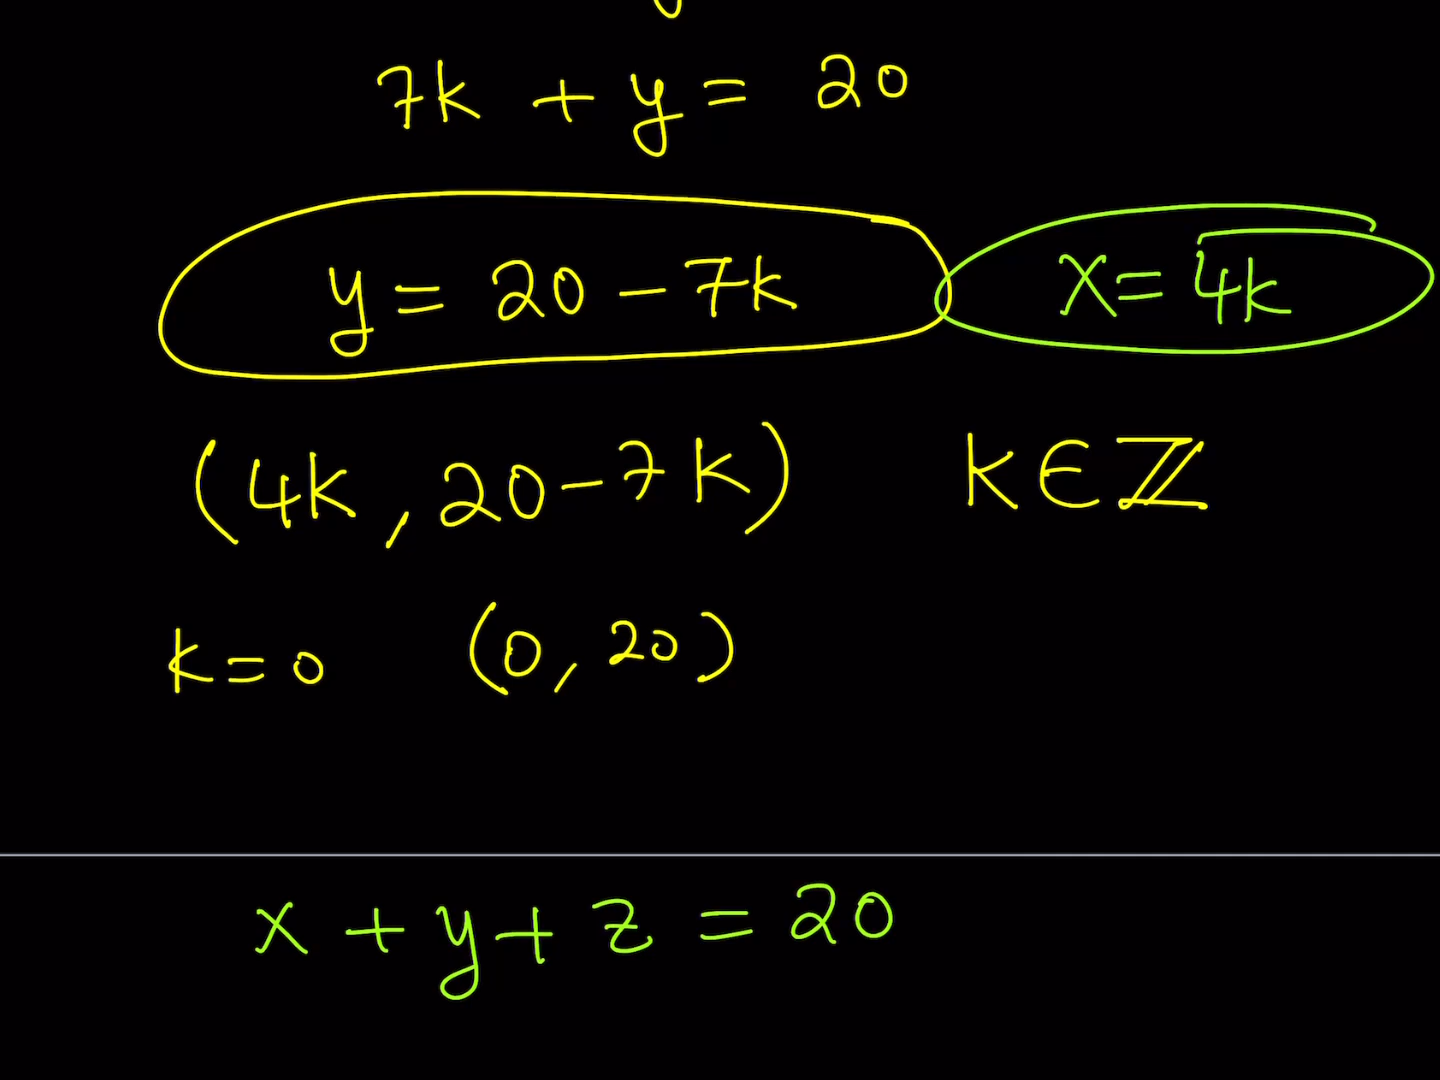 7k + y = 20
y = 20 - 7k x = 4k
(4k, 20 - 7k) k ∈ ℤ
k = 0 (0, 20)
x + y + z = 20